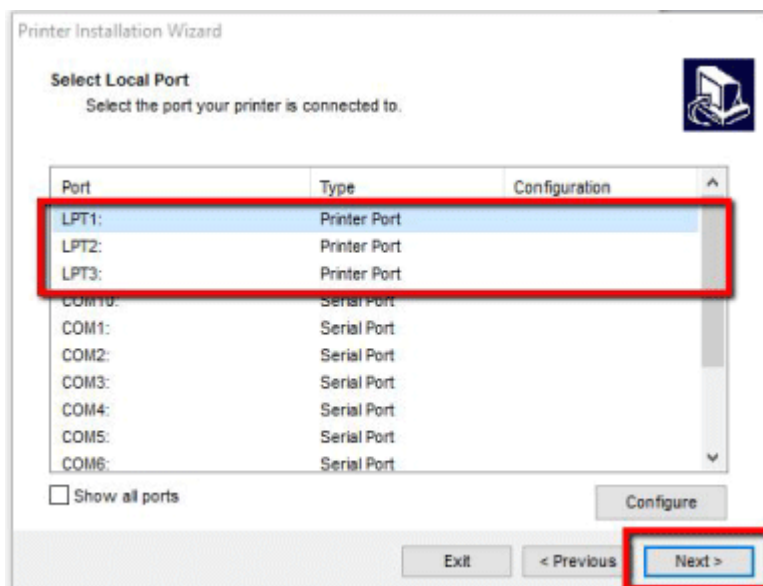 Printer Installation Wizard
Select Local Port
Select the port your printer is connected to.
Port Type Configuration
LPT1: Printer Port
LPT2: Printer Port
LPT3: Printer Port
COM10: Serial Port
COM1: Serial Port
COM2: Serial Port
COM3: Serial Port
COM4: Serial Port
COM5: Serial Port
COM6: Serial Port
Show all ports
Configure
Exit < Previous Next >